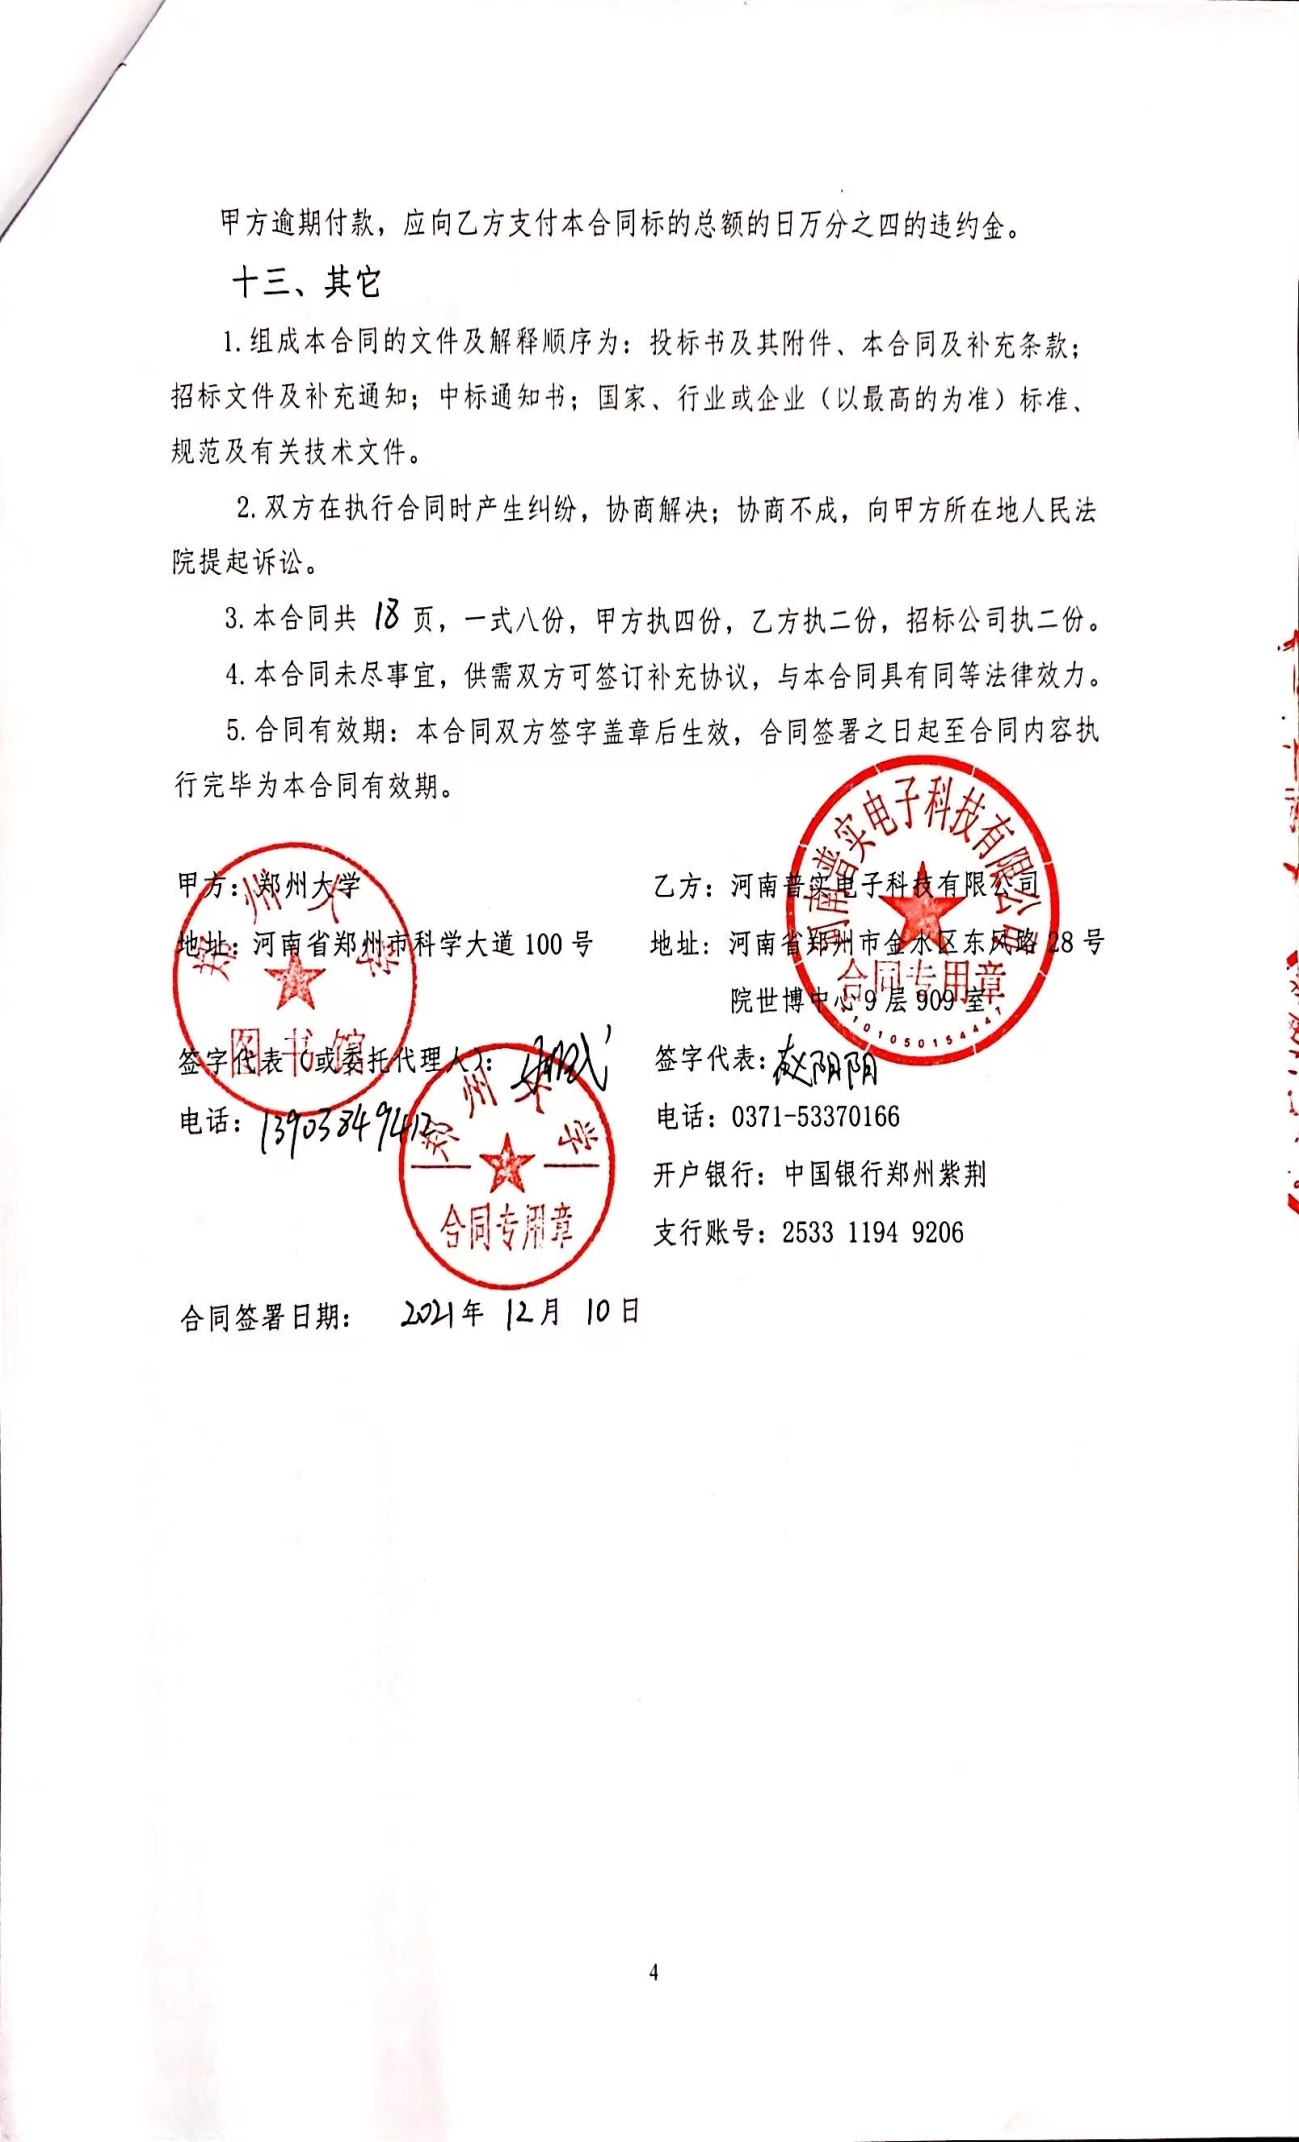 甲方逾期付款，应向乙方支付本合同标的总额的日万分之四的违约金。
十三、其它
1.组成本合同的文件及解释顺序为：投标书及其附件、本合同及补充条款；
招标文件及补充通知；中标通知书；国家、行业或企业（以最高的为准）标准、
规范及有关技术文件。
2.双方在执行合同时产生纠纷，协商解决；协商不成，向甲方所在地人民法
院提起诉讼。
3.本合同共 18 页，一式八份，甲方执四份，乙方执二份，招标公司执二份。
4.本合同未尽事宜，供需双方可签订补充协议，与本合同具有同等法律效力。
5.合同有效期：本合同双方签字盖章后生效，合同签署之日起至合同内容执
行完毕为本合同有效期。
甲方：郑州大学
地址：河南省郑州市科学大道 100 号
签字代表（或委托代理人）：
电话：13903849412
郑州大学
图书馆
郑州大学
合同专用章
乙方：河南普实电子科技有限公司
地址：河南省郑州市金水区东风路 28 号
院世博中心 9 层 909 室
签字代表：赵阳阳
电话：0371-53370166
开户银行：中国银行郑州紫荆
支行账号：2533 1194 9206
河南普实电子科技有限公司
合同专用章
4101050154447
合同签署日期： 2021年 12月 10日
4